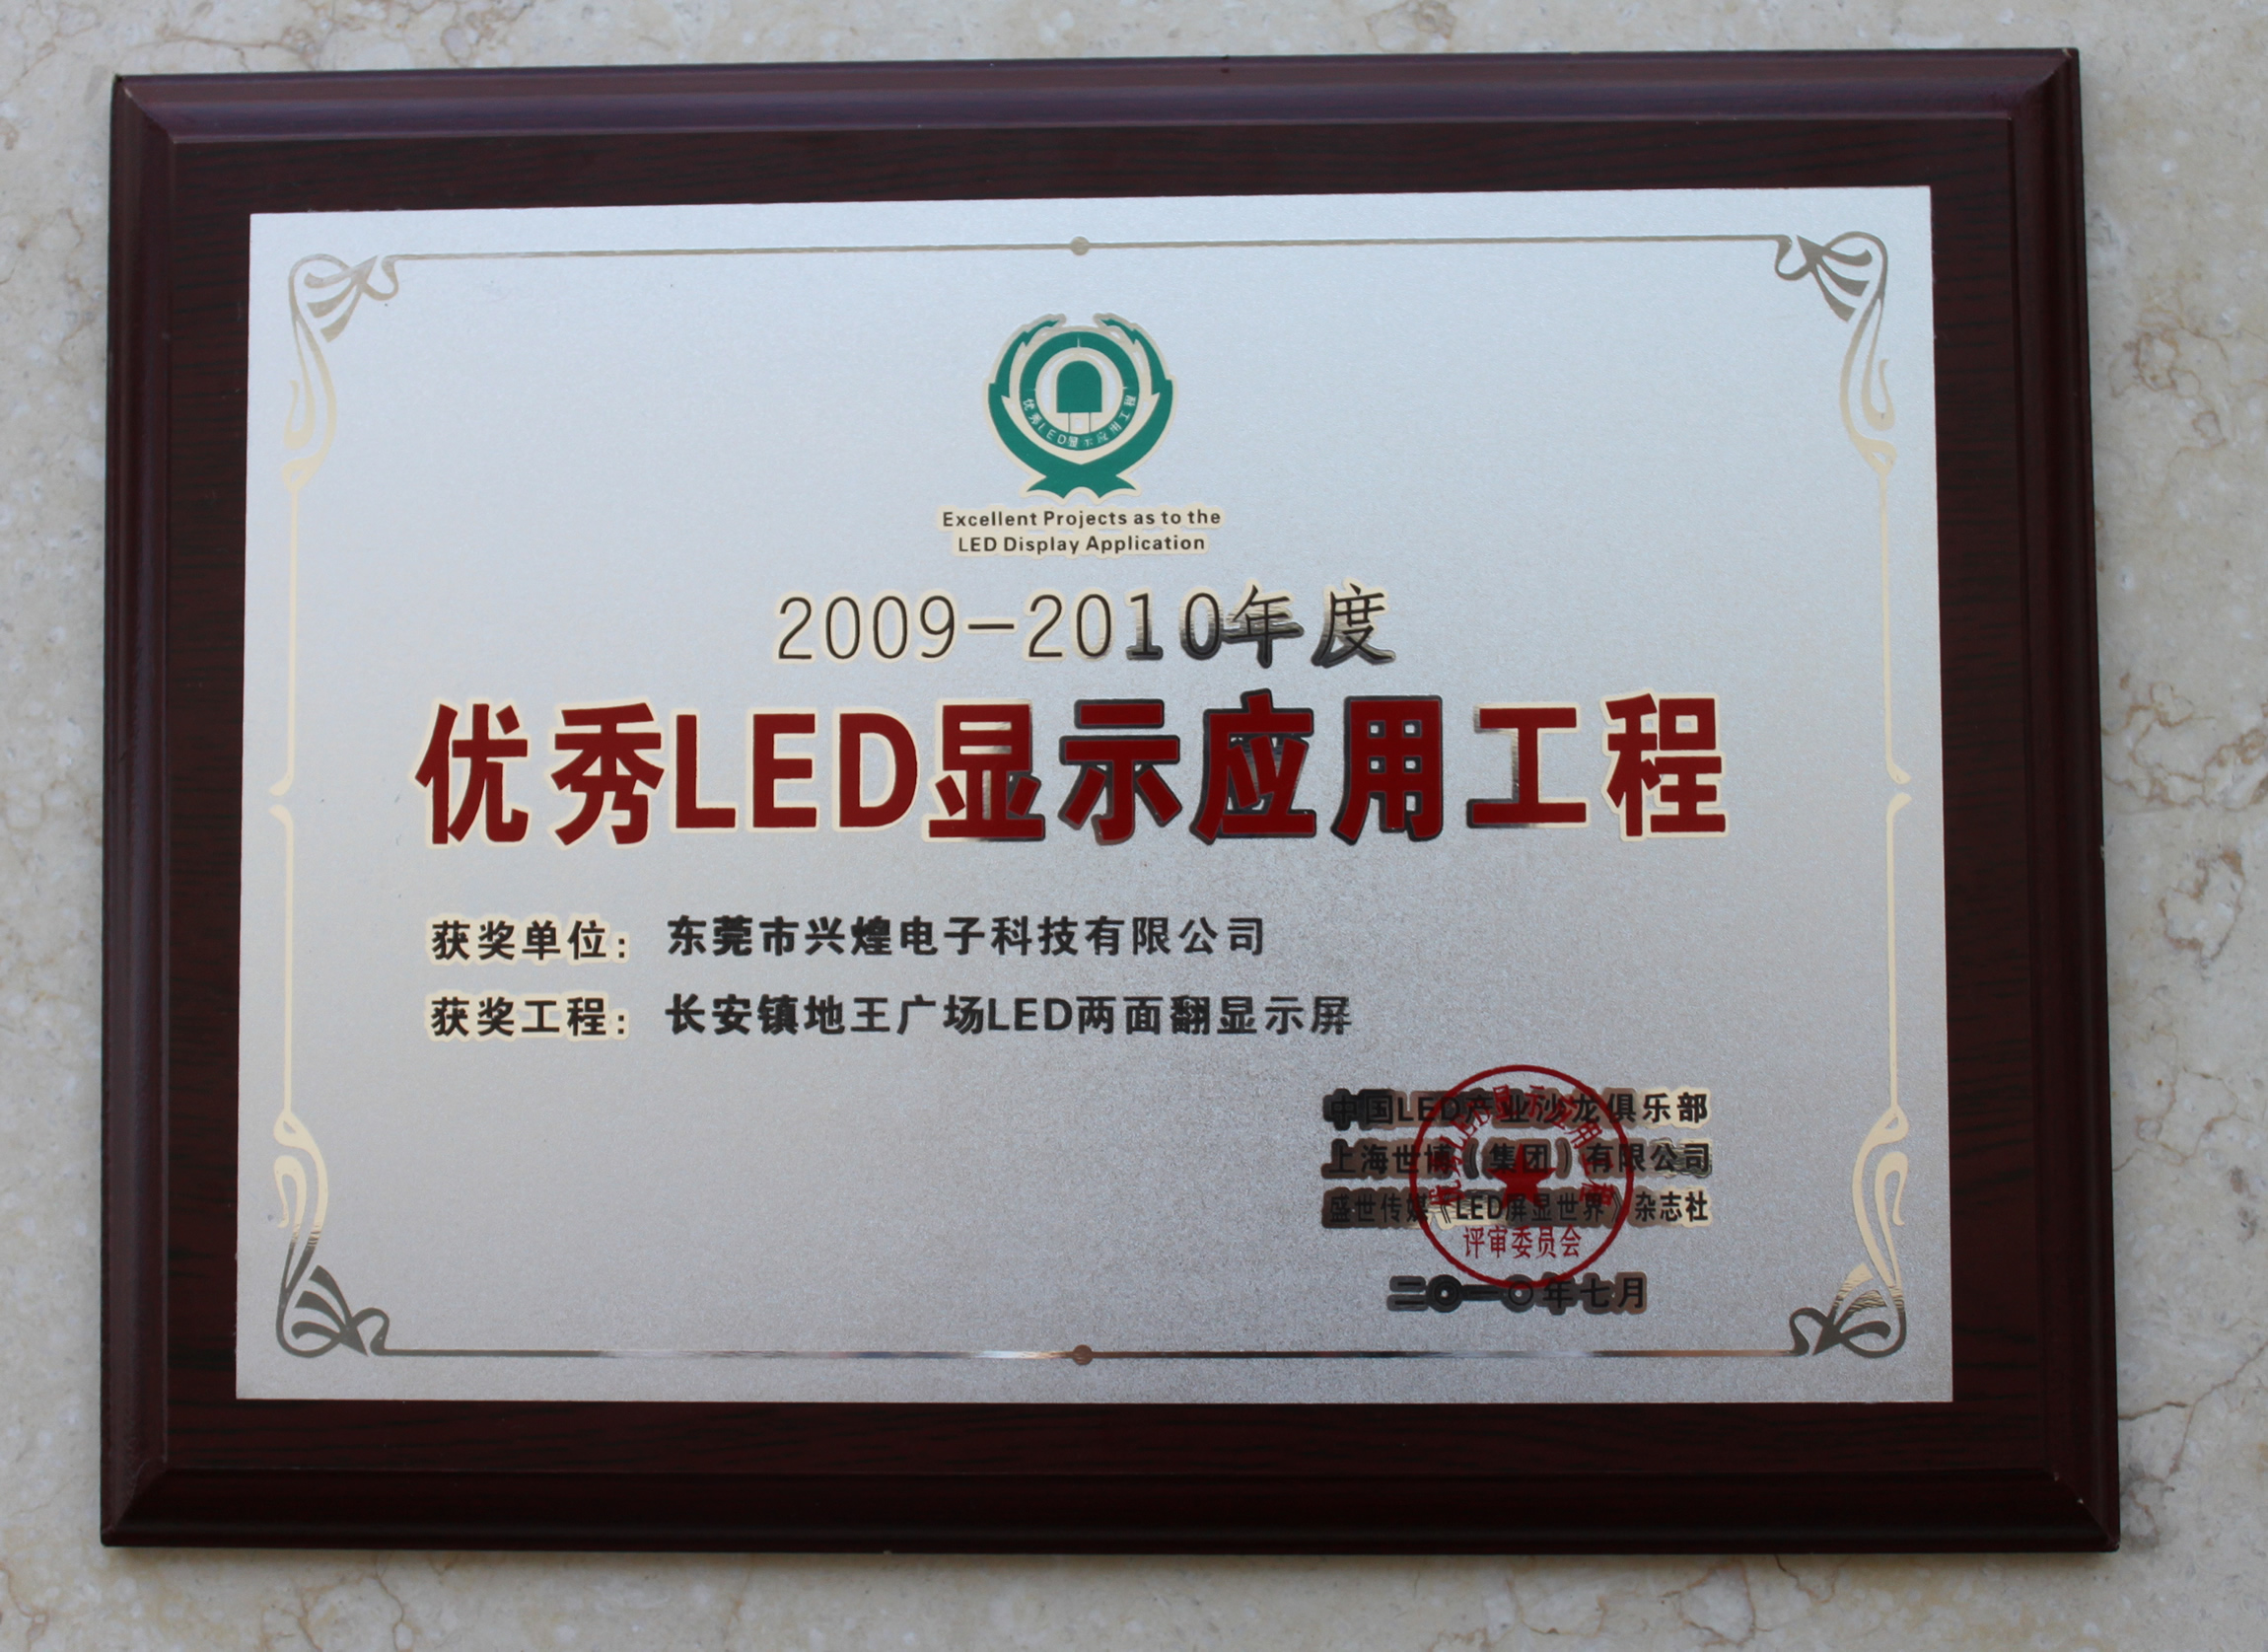 优秀LED显示应用工程
Excellent Projects as to the
LED Display Application
2009-2010年度
优秀LED显示应用工程
获奖单位：东莞市兴煌电子科技有限公司
获奖工程：长安镇地王广场LED两面翻显示屏
中国LED产业沙龙俱乐部
上海世博（集团）有限公司
盛世传媒《LED屏显世界》杂志社
评审委员会
二〇一〇年七月